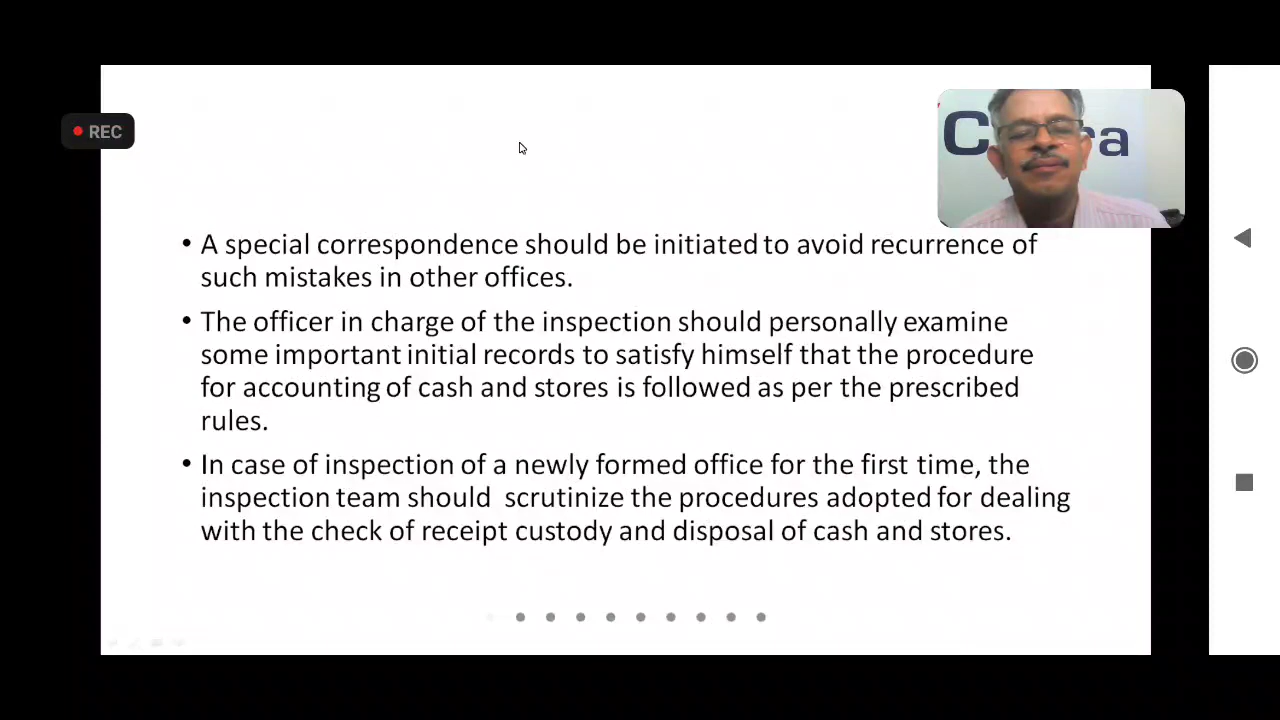 REC
• A special correspondence should be initiated to avoid recurrence of
such mistakes in other offices.
• The officer in charge of the inspection should personally examine
some important initial records to satisfy himself that the procedure
for accounting of cash and stores is followed as per the prescribed
rules.
• In case of inspection of a newly formed office for the first time, the
inspection team should scrutinize the procedures adopted for dealing
with the check of receipt custody and disposal of cash and stores.